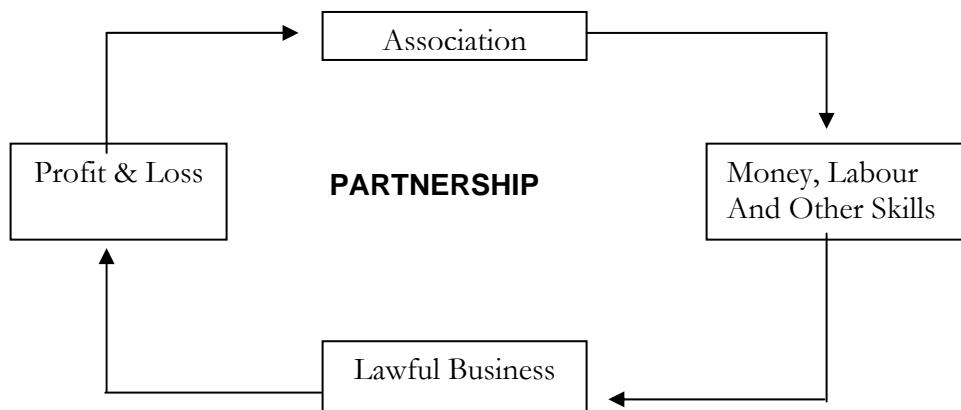 Association
Profit & Loss
PARTNERSHIP
Money, Labour
And Other Skills
Lawful Business